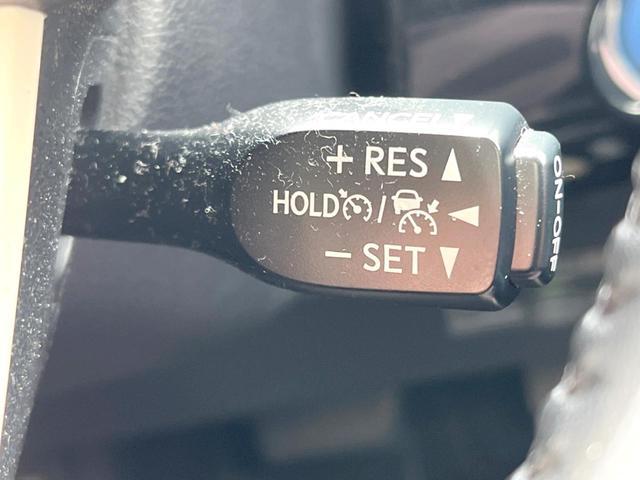 CANCEL ▼
+ RES ▲
HOLD / ◀
− SET ▼
ON-OFF